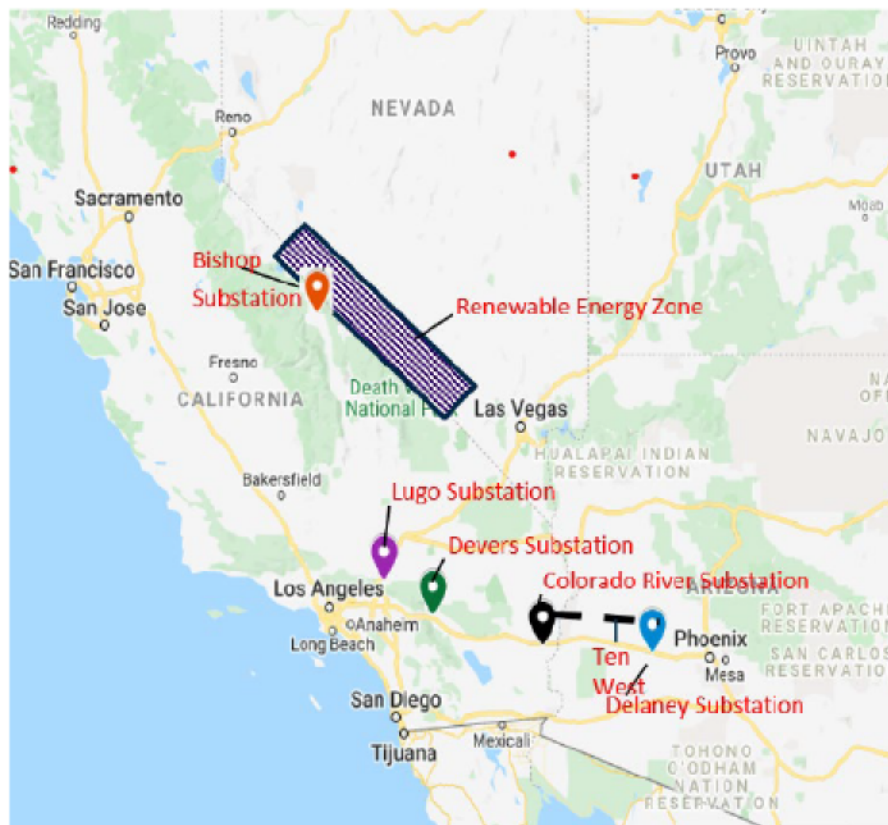 Redding
Provo
UINTAH
AND OURAY
RESERVATION
NEVADA
Reno
UTAH
Sacramento
Moab
Bishop
Substation
San Francisco
San Jose
Renewable Energy Zone
Fresno
CALIFORNIA
Death V
National P
Las Vegas
NAVAJO
HUALAPAI INDIAN
RESERVATION
Bakersfield
Lugo Substation
Devers Substation
Colorado River Substation
ARIZONA
Los Angeles
FORT APACHE
RESERVATION
Anaheim
Long Beach
Phoenix
SAN CARLOS
RESERVATION
Mesa
Ten
West
Delaney Substation
San Diego
Tijuana
Mexicali
TOHONO
O'ODHAM
NATION
RESERVATION